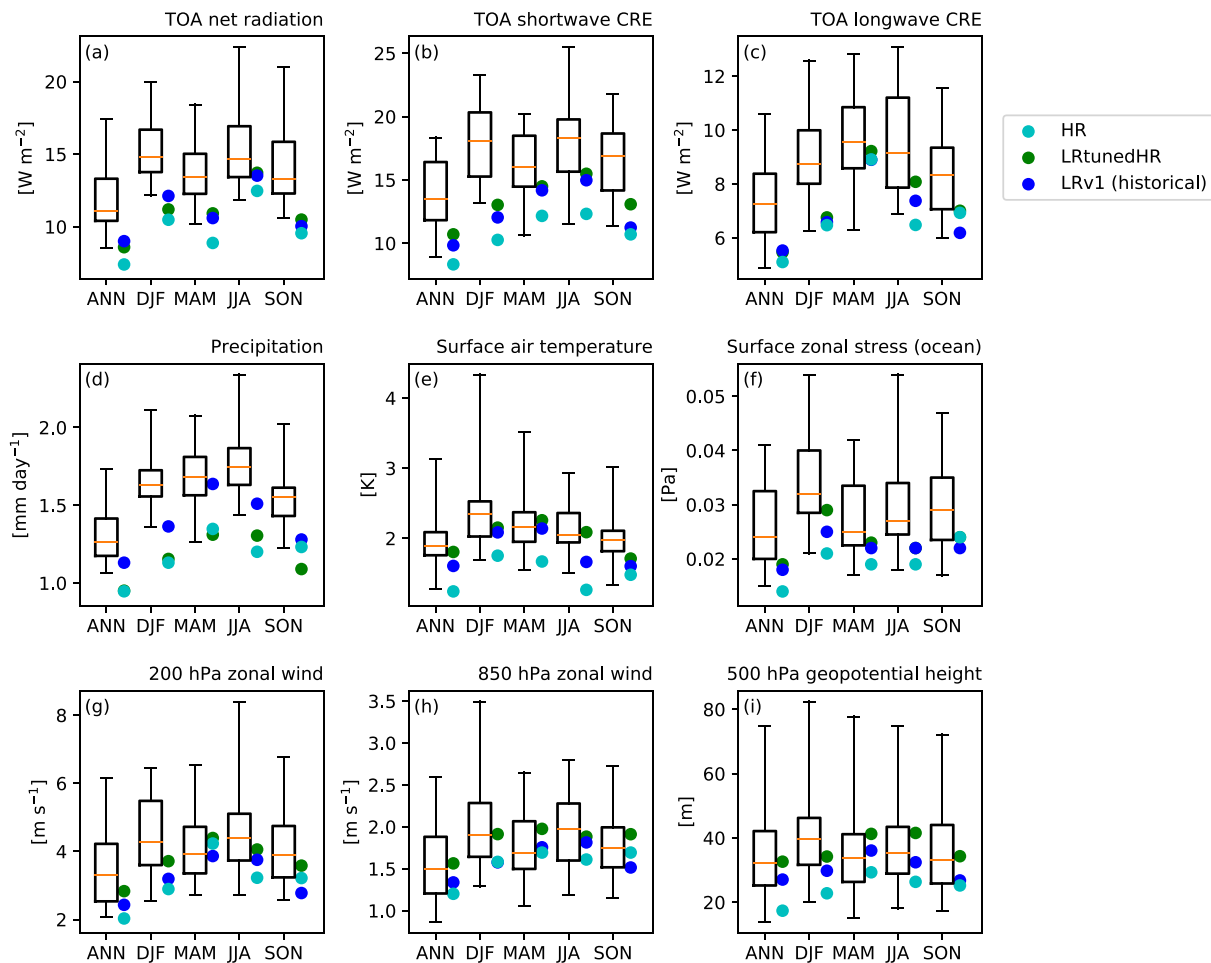 TOA net radiation
(a)
[W m⁻²]
20
15
10
ANN DJF MAM JJA SON
TOA shortwave CRE
(b)
[W m⁻²]
25
20
15
10
ANN DJF MAM JJA SON
TOA longwave CRE
(c)
[W m⁻²]
12
10
8
6
ANN DJF MAM JJA SON
HR
LRtunedHR
LRv1 (historical)
Precipitation
(d)
[mm day⁻¹]
2.0
1.5
1.0
ANN DJF MAM JJA SON
Surface air temperature
(e)
[K]
4
3
2
ANN DJF MAM JJA SON
Surface zonal stress (ocean)
(f)
[Pa]
0.05
0.04
0.03
0.02
ANN DJF MAM JJA SON
200 hPa zonal wind
(g)
[m s⁻¹]
8
6
4
2
ANN DJF MAM JJA SON
850 hPa zonal wind
(h)
[m s⁻¹]
3.5
3.0
2.5
2.0
1.5
1.0
ANN DJF MAM JJA SON
500 hPa geopotential height
(i)
[m]
80
60
40
20
ANN DJF MAM JJA SON